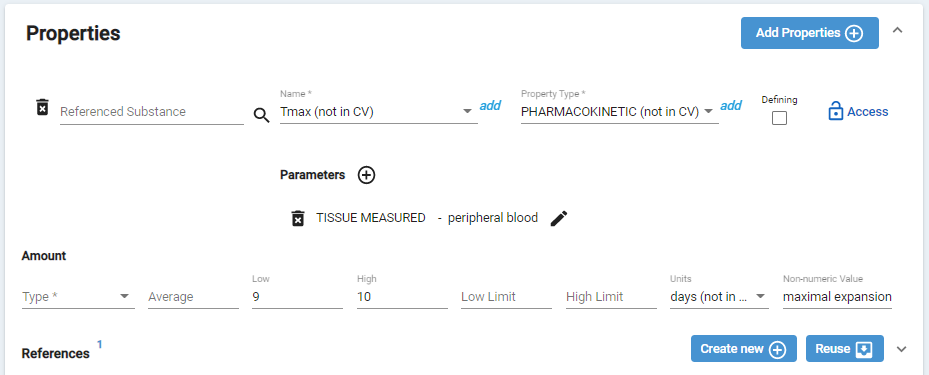 Properties
Add Properties
Referenced Substance
Name *
Tmax (not in CV)
add
Property Type *
PHARMACOKINETIC (not in CV)
add
Defining
Access
Parameters
TISSUE MEASURED - peripheral blood
Amount
Type *
Average
Low
9
High
10
Low Limit
High Limit
Units
days (not in ...
Non-numeric Value
maximal expansion
References 1
Create new
Reuse